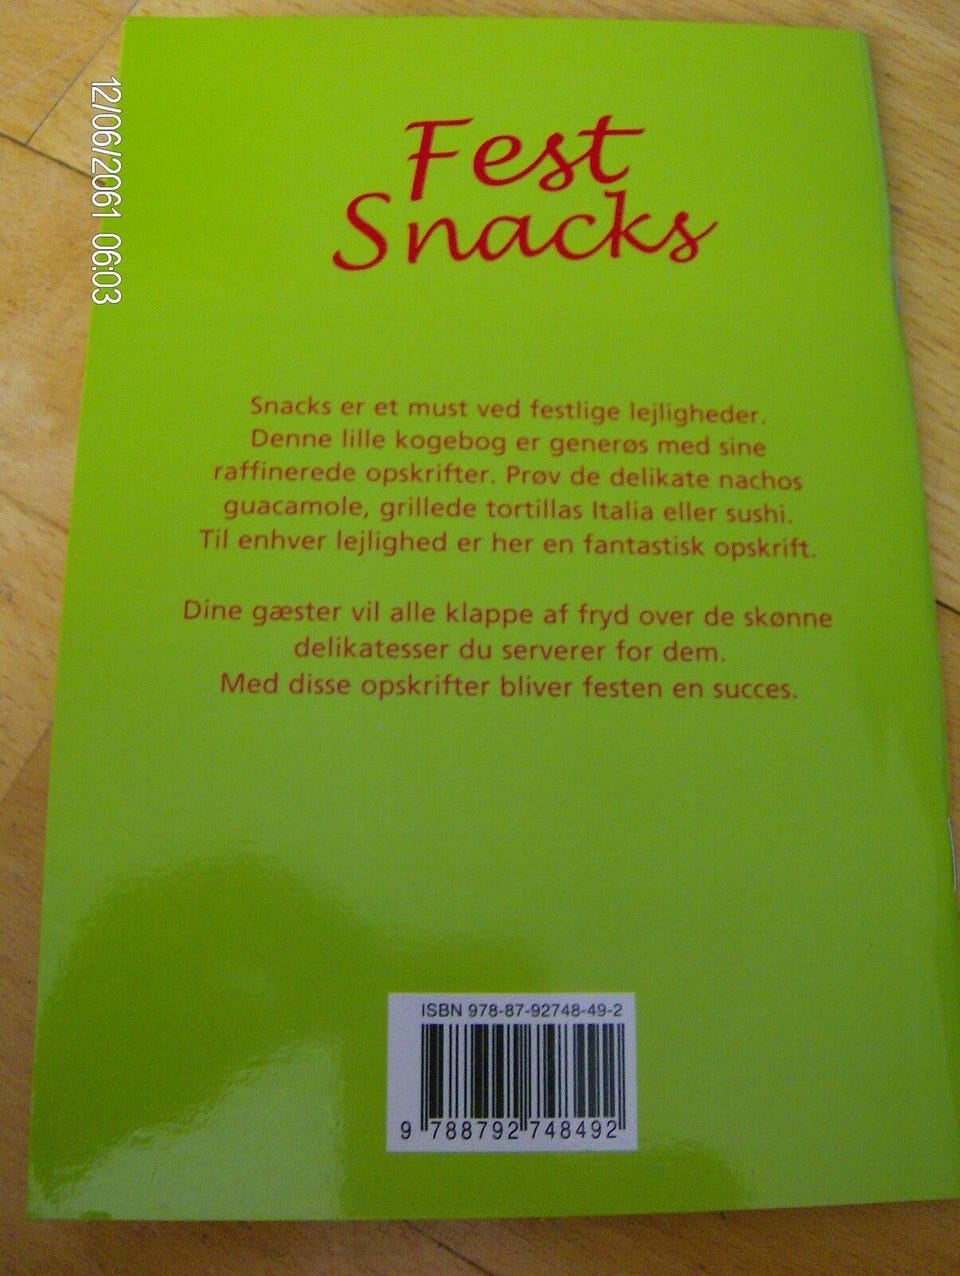 12/06/2061 06:03
Fest
Snacks
Snacks er et must ved festlige lejligheder.
Denne lille kogebog er generøs med sine
raffinerede opskrifter. Prøv de delikate nachos
guacamole, grillede tortillas Italia eller sushi.
Til enhver lejlighed er her en fantastisk opskrift.
Dine gæster vil alle klappe af fryd over de skønne
delikatesser du serverer for dem.
Med disse opskrifter bliver festen en succes.
ISBN 978-87-92748-49-2
9 788792 748492